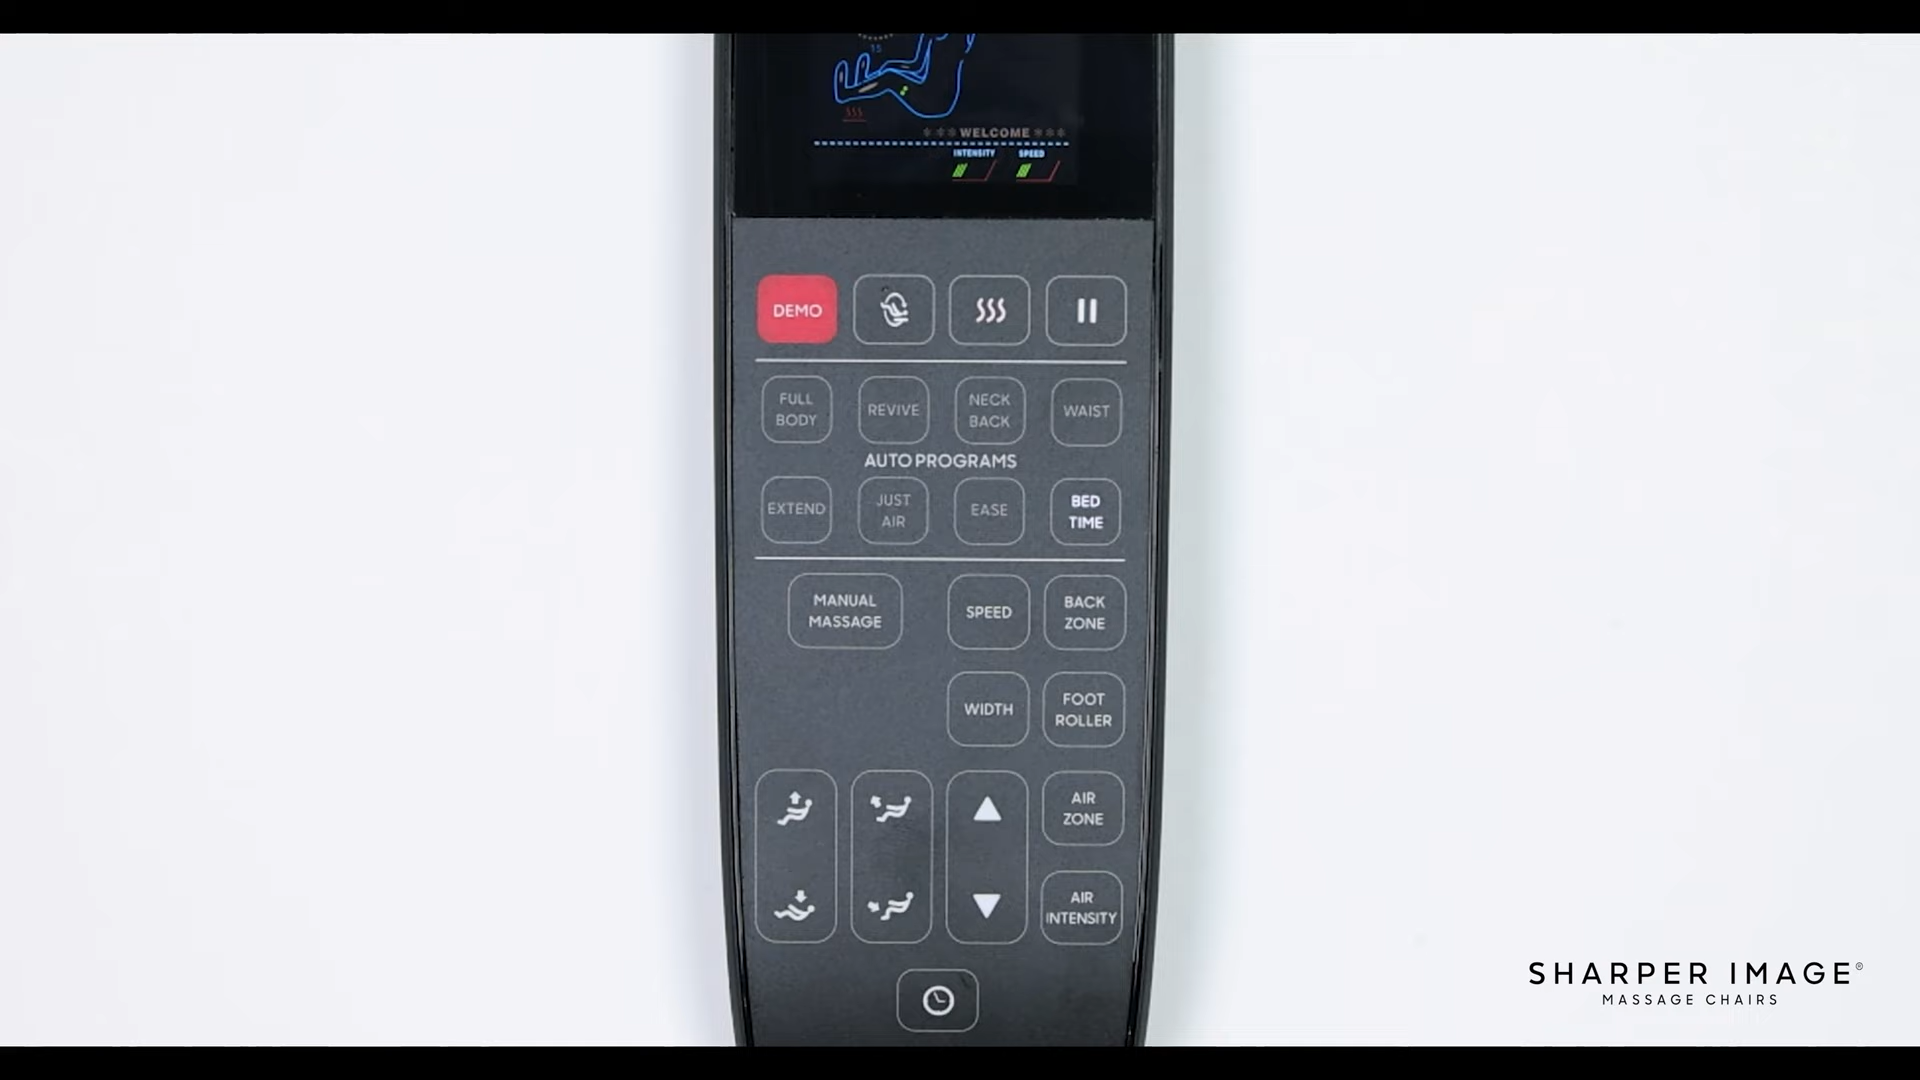 15
WELCOME
INTENSITY SPEED
DEMO
FULL
BODY
REVIVE
NECK
BACK
WAIST
AUTO PROGRAMS
EXTEND
JUST
AIR
EASE
BED
TIME
MANUAL
MASSAGE
SPEED
BACK
ZONE
WIDTH
FOOT
ROLLER
AIR
ZONE
AIR
INTENSITY
SHARPER IMAGE®
MASSAGE CHAIRS